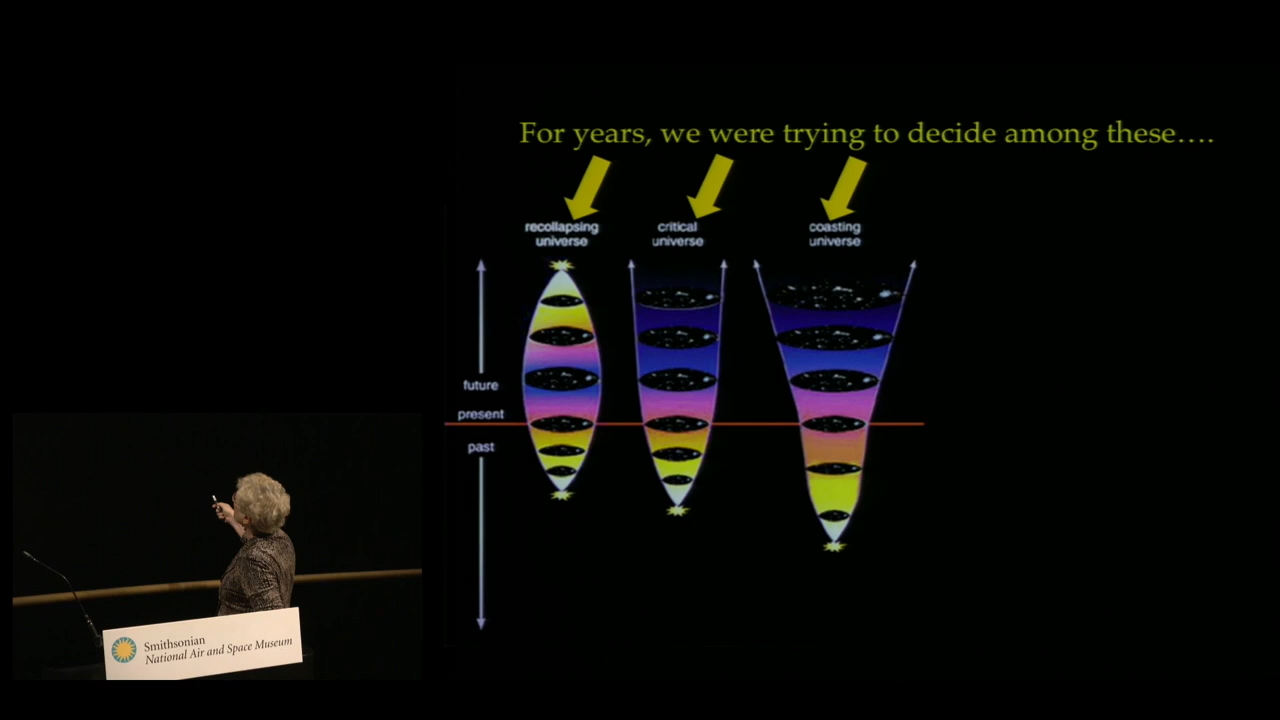 For years, we were trying to decide among these….
recollapsing
universe
critical
universe
coasting
universe
future
present
past
Smithsonian
National Air and Space Museum